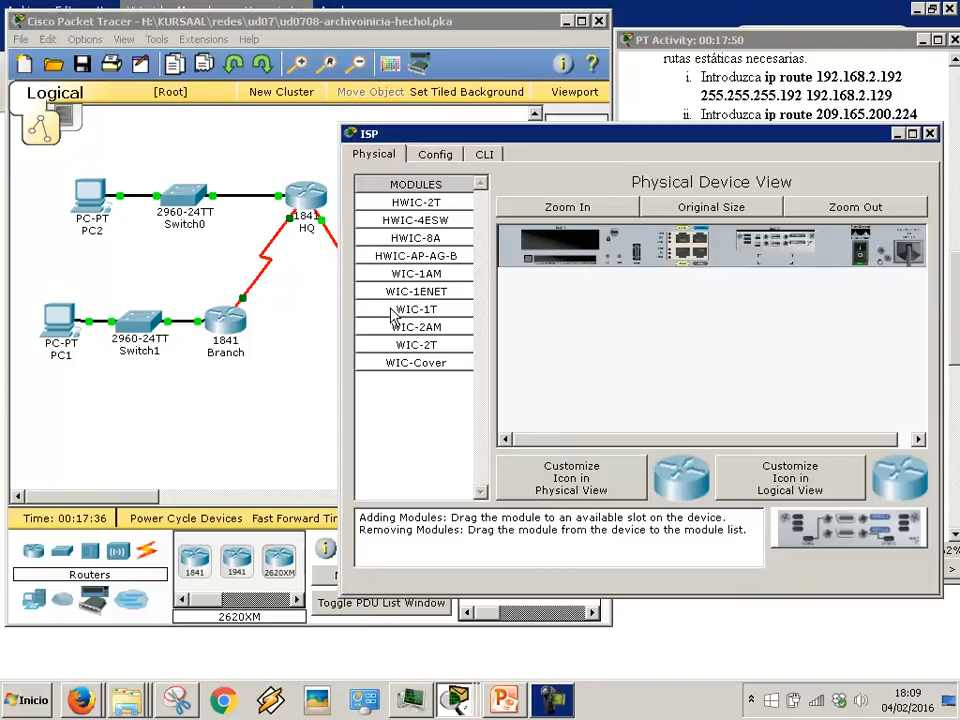 Cisco Packet Tracer - H:\KURSAAL\redes\ud07\ud0708-archivoinicia-hechol.pka
File Edit Options View Tools Extensions Help
Logical [Root] New Cluster Move Object Set Tiled Background Viewport
PC-PT
PC2
2960-24TT
Switch0
1841
HQ
PC-PT
PC1
2960-24TT
Switch1
1841
Branch
Time: 00:17:36 Power Cycle Devices Fast Forward Tir
Routers
1841
1941
2620XM
2620XM
Toggle PDU List Window
PT Activity: 00:17:50
rutas estáticas necesarias.
i. Introduzca ip route 192.168.2.192
255.255.255.192 192.168.2.129
ii. Introduzca ip route 209.165.200.224
ISP
Physical Config CLI
MODULES
HWIC-2T
HWIC-4ESW
HWIC-8A
HWIC-AP-AG-B
WIC-1AM
WIC-1ENET
WIC-1T
WIC-2AM
WIC-2T
WIC-Cover
Physical Device View
Zoom In Original Size Zoom Out
Customize
Icon in
Physical View
Customize
Icon in
Logical View
Adding Modules: Drag the module to an available slot on the device.
Removing Modules: Drag the module from the device to the module list.
Inicio
18:09
04/02/2016